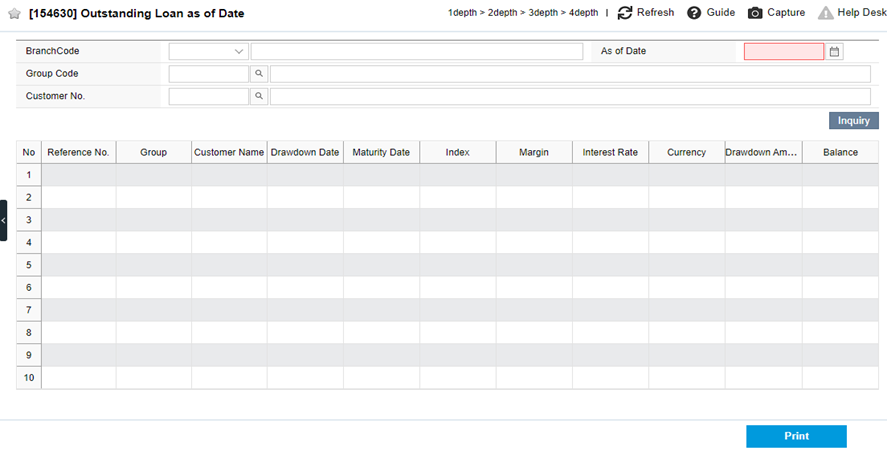 [154630] Outstanding Loan as of Date 1depth > 2depth > 3depth > 4depth | Refresh Guide Capture Help Desk
BranchCode As of Date
Group Code
Customer No.
Inquiry
No Reference No. Group Customer Name Drawdown Date Maturity Date Index Margin Interest Rate Currency Drawdown Am... Balance
1
2
3
4
5
6
7
8
9
10
Print